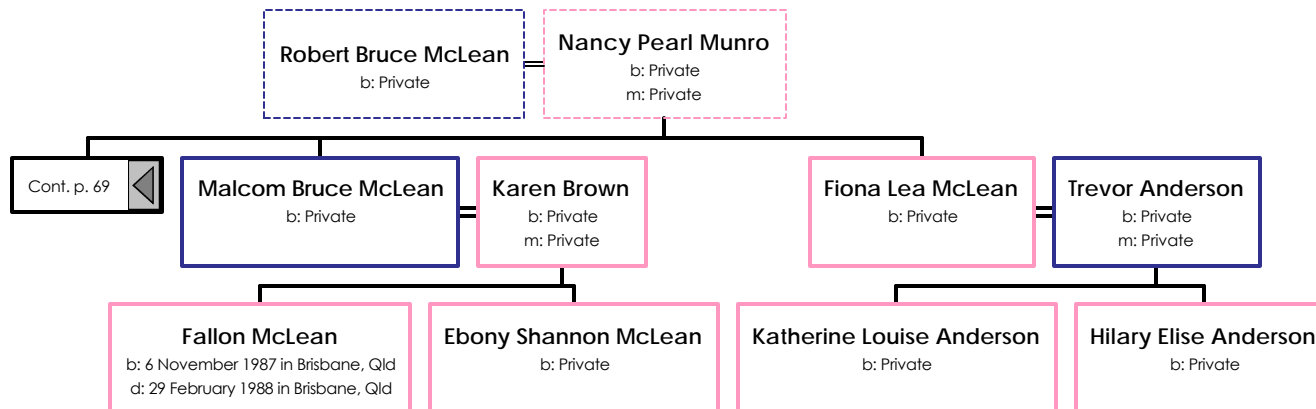 Robert Bruce McLean
b: Private
Nancy Pearl Munro
b: Private
m: Private
Cont. p. 69
Malcom Bruce McLean
b: Private
Karen Brown
b: Private
m: Private
Fiona Lea McLean
b: Private
Trevor Anderson
b: Private
m: Private
Fallon McLean
b: 6 November 1987 in Brisbane, Qld
d: 29 February 1988 in Brisbane, Qld
Ebony Shannon McLean
b: Private
Katherine Louise Anderson
b: Private
Hilary Elise Anderson
b: Private